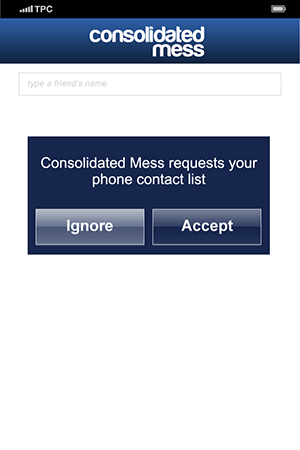 TPC
consolidated
mess
type a friend's name
Consolidated Mess requests your
phone contact list
Ignore
Accept